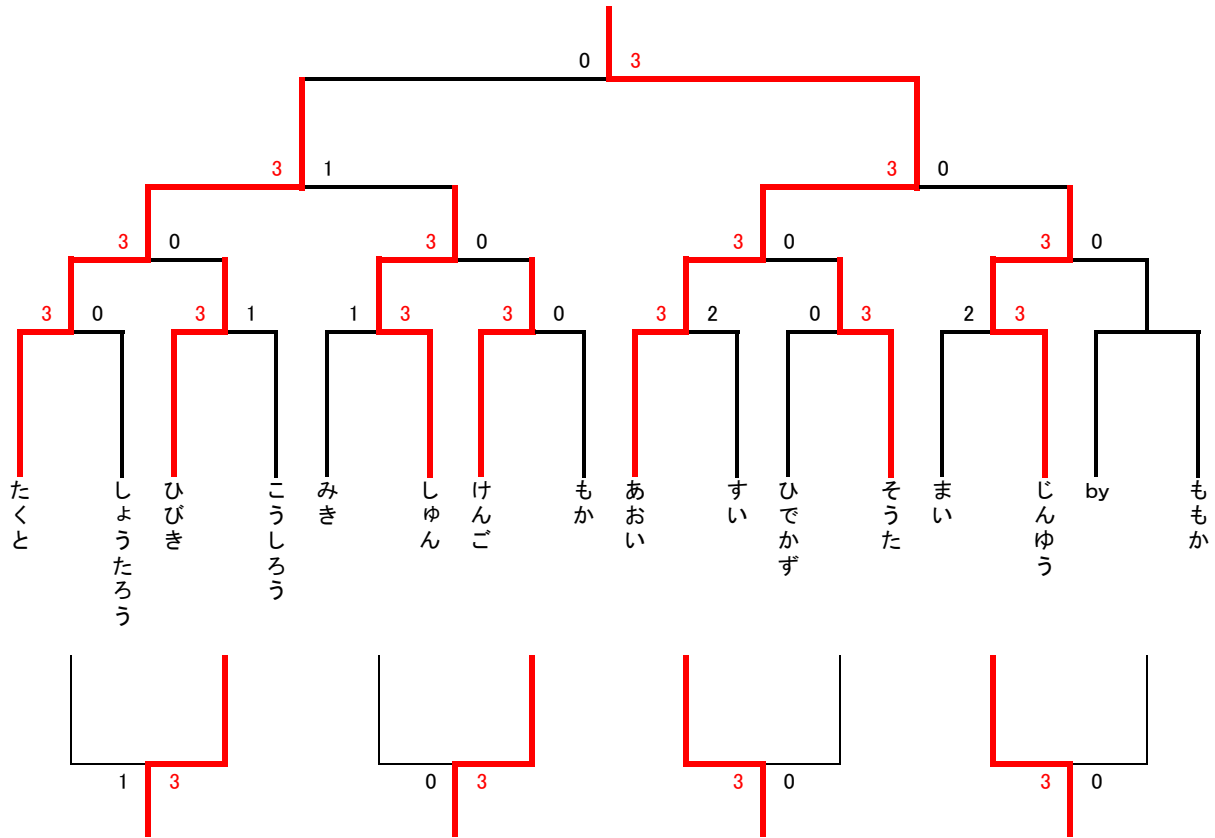 0 3
3 1 3 0
3 0 3 0 3 0 3 0
3 0 3 1 1 3 3 0 3 2 0 3 2 3
たくと
しょうたろう
ひびき
こうしろう
みき
しゅん
けんご
もか
あおい
すい
ひでかず
そうた
まい
じんゆう
by
ももか
1 3 0 3 3 0 3 0